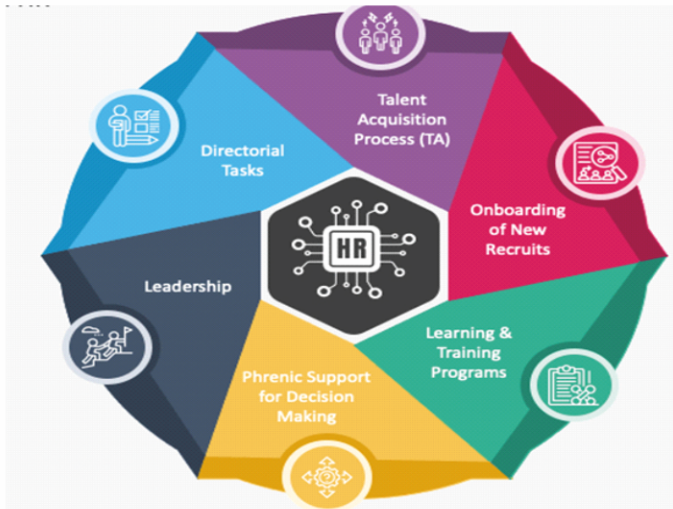 Talent
Acquisition
Process (TA)
Onboarding
of New
Recruits
Learning &
Training
Programs
Phrenic Support
for Decision
Making
Leadership
Directorial
Tasks
HR